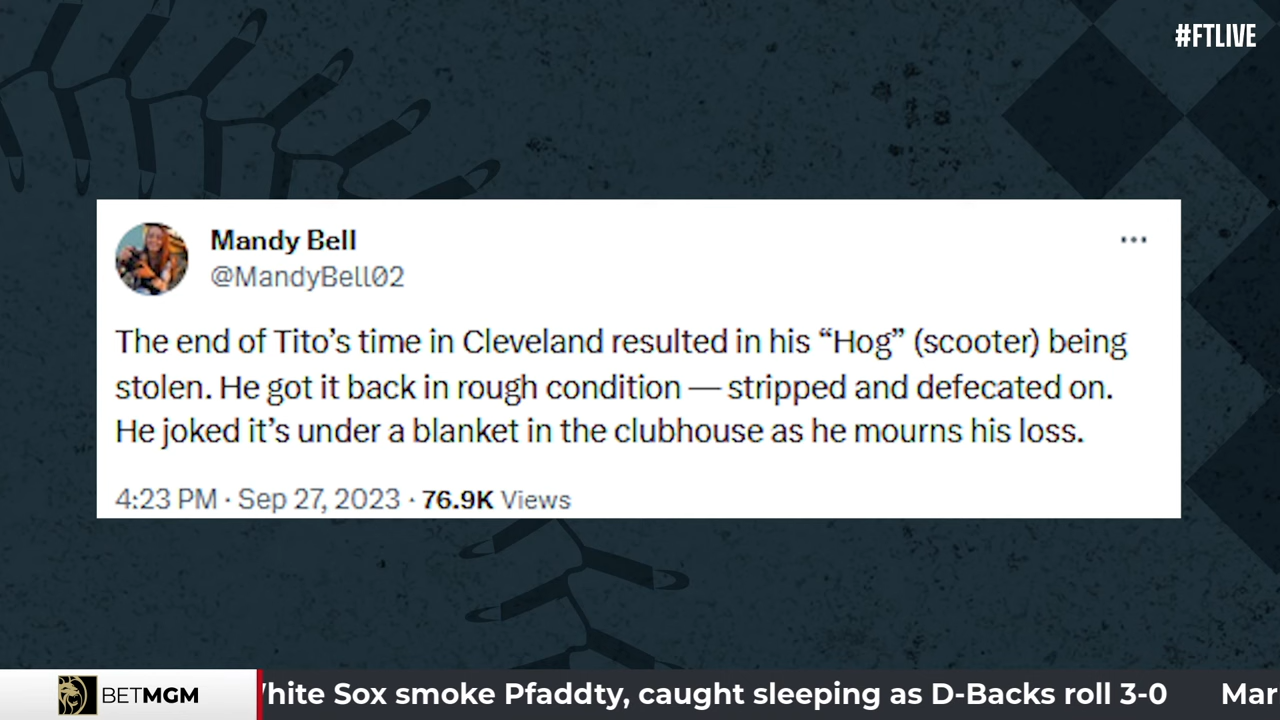 #FTLIVE
Mandy Bell
@MandyBell02
The end of Tito’s time in Cleveland resulted in his “Hog” (scooter) being
stolen. He got it back in rough condition — stripped and defecated on.
He joked it’s under a blanket in the clubhouse as he mourns his loss.
4:23 PM · Sep 27, 2023 · 76.9K Views
BETMGM
White Sox smoke Pfaddty, caught sleeping as D-Backs roll 3-0 Mar